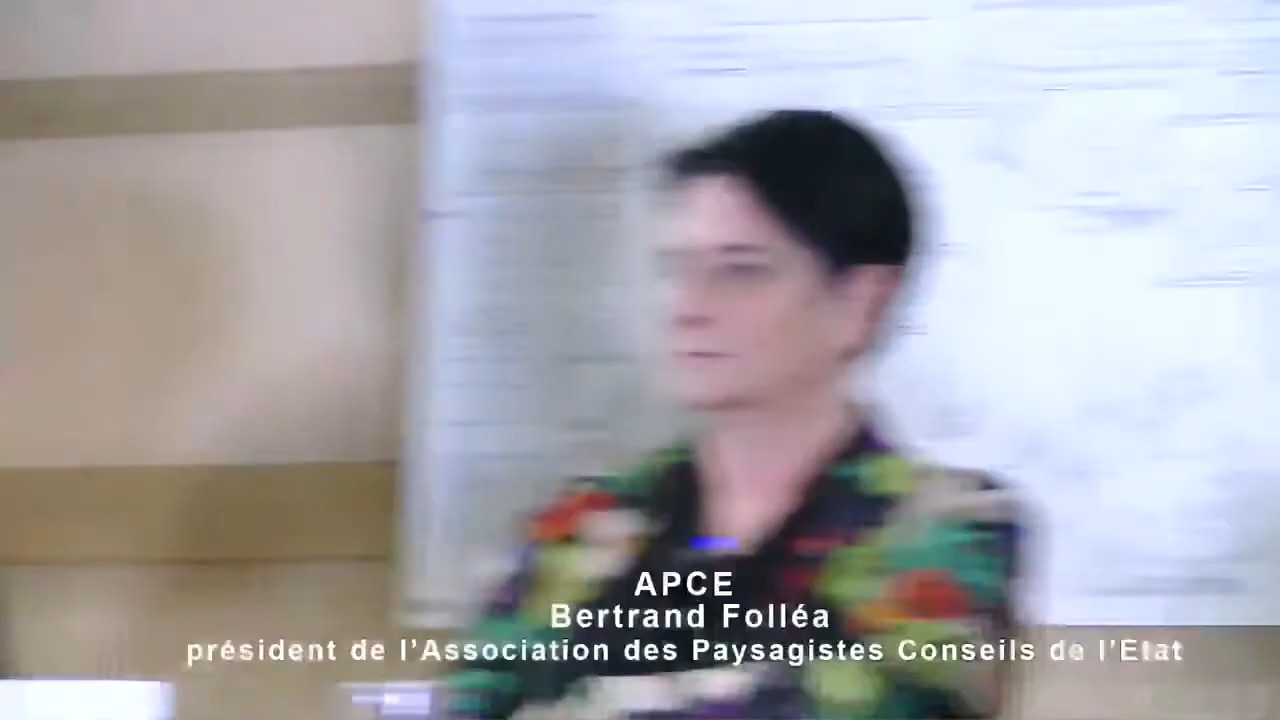 APCE
Bertrand Folléa
président de l'Association des Paysagistes Conseils de l'Etat